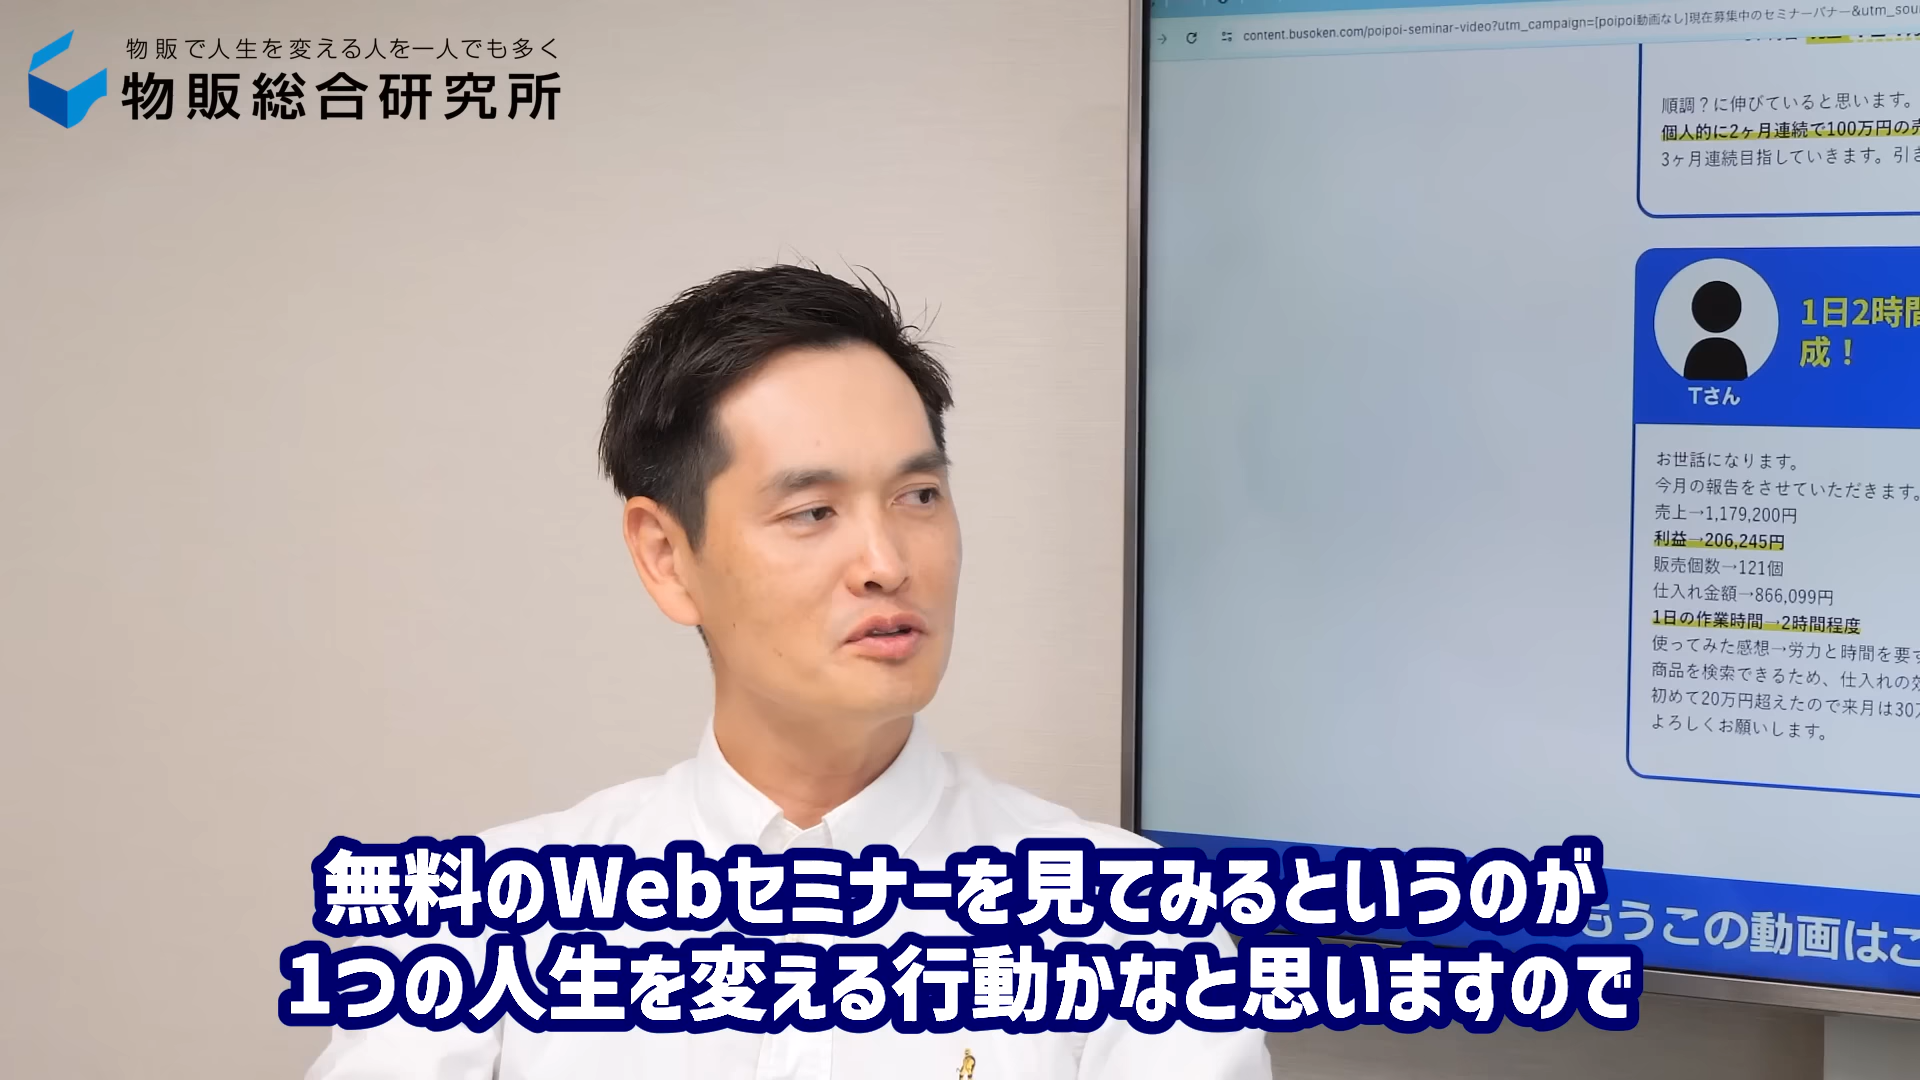 物販で人生を変える人を一人でも多く
物販総合研究所
content.busoken.com/poipoi-seminar-video?utm_campaign=[poipoi動画なし]現在募集中のセミナーバナー&utm_sou
順調？に伸びていると思います。
個人的に2ヶ月連続で100万円の売
3ヶ月連続目指していきます。引き
1日2時間
成！
Tさん
お世話になります。
今月の報告をさせていただきます。
売上→1,179,200円
利益→206,245円
販売個数→121個
仕入れ金額→866,099円
1日の作業時間→2時間程度
使ってみた感想→労力と時間を要す
商品を検索できるため、仕入れの効
初めて20万円超えたので来月は30万
よろしくお願いします。
もうこの動画はこ
無料のWebセミナーを見てみるというのが
1つの人生を変える行動かなと思いますので